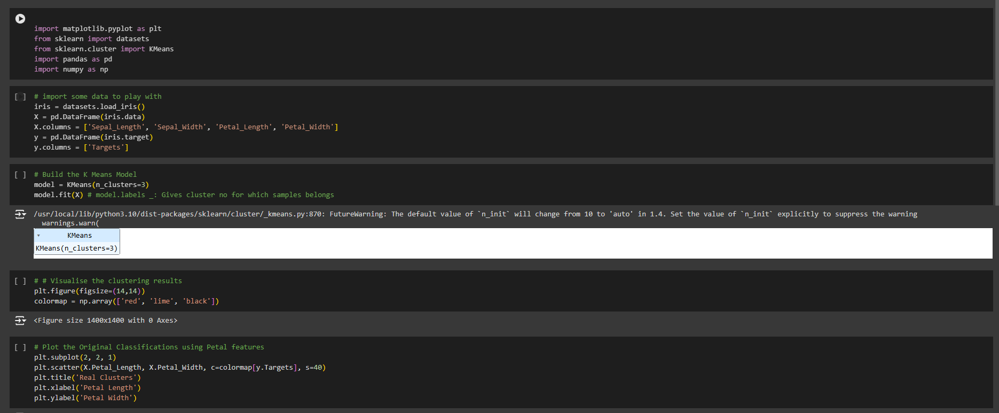 import matplotlib.pyplot as plt
from sklearn import datasets
from sklearn.cluster import KMeans
import pandas as pd
import numpy as np
[ ] # import some data to play with
iris = datasets.load_iris()
X = pd.DataFrame(iris.data)
X.columns = ['Sepal_Length', 'Sepal_Width', 'Petal_Length', 'Petal_Width']
y = pd.DataFrame(iris.target)
y.columns = ['Targets']
[ ] # Build the K Means Model
model = KMeans(n_clusters=3)
model.fit(X) # model.labels _: Gives cluster no for which samples belongs
/usr/local/lib/python3.10/dist-packages/sklearn/cluster/_kmeans.py:870: FutureWarning: The default value of `n_init` will change from 10 to 'auto' in 1.4. Set the value of `n_init` explicitly to suppress the warning
warnings.warn(
KMeans
KMeans(n_clusters=3)
[ ] # # Visualise the clustering results
plt.figure(figsize=(14,14))
colormap = np.array(['red', 'lime', 'black'])
<Figure size 1400x1400 with 0 Axes>
[ ] # Plot the Original Classifications using Petal features
plt.subplot(2, 2, 1)
plt.scatter(X.Petal_Length, X.Petal_Width, c=colormap[y.Targets], s=40)
plt.title('Real Clusters')
plt.xlabel('Petal Length')
plt.ylabel('Petal Width')